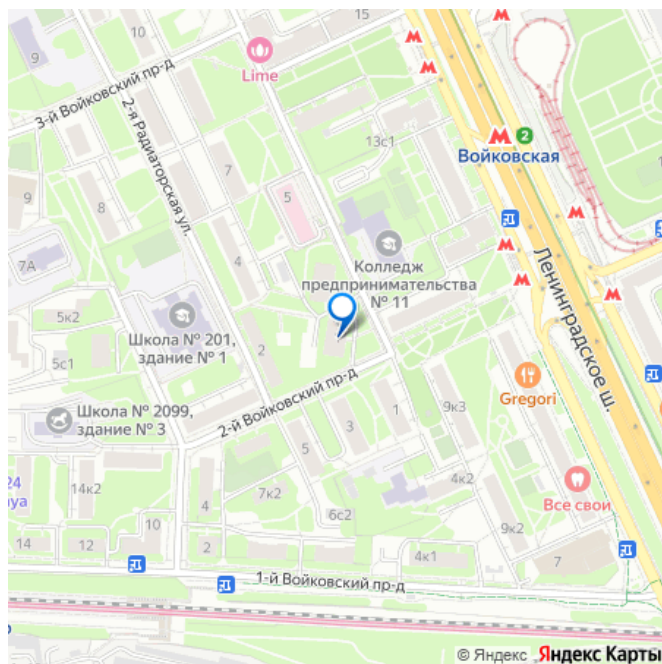 15
Lime
3-й Войковский пр-д
2-я Радиаторская ул.
13с1
2
Войковская
7
9
8
5
7А
4
Колледж
предпринимательства
№ 11
Ленинградское ш.
5к2
Школа № 201,
здание № 1
5с1
2
2-й Войковский пр-д
Gregori
Школа № 2099,
здание № 3
1
9к3
3
5
24
14к2
7к2
4к2
Все свои
4
6с2
10
9к2
14
12
2
4к1
7
1-й Войковский пр-д
© Яндекс Яндекс Карты